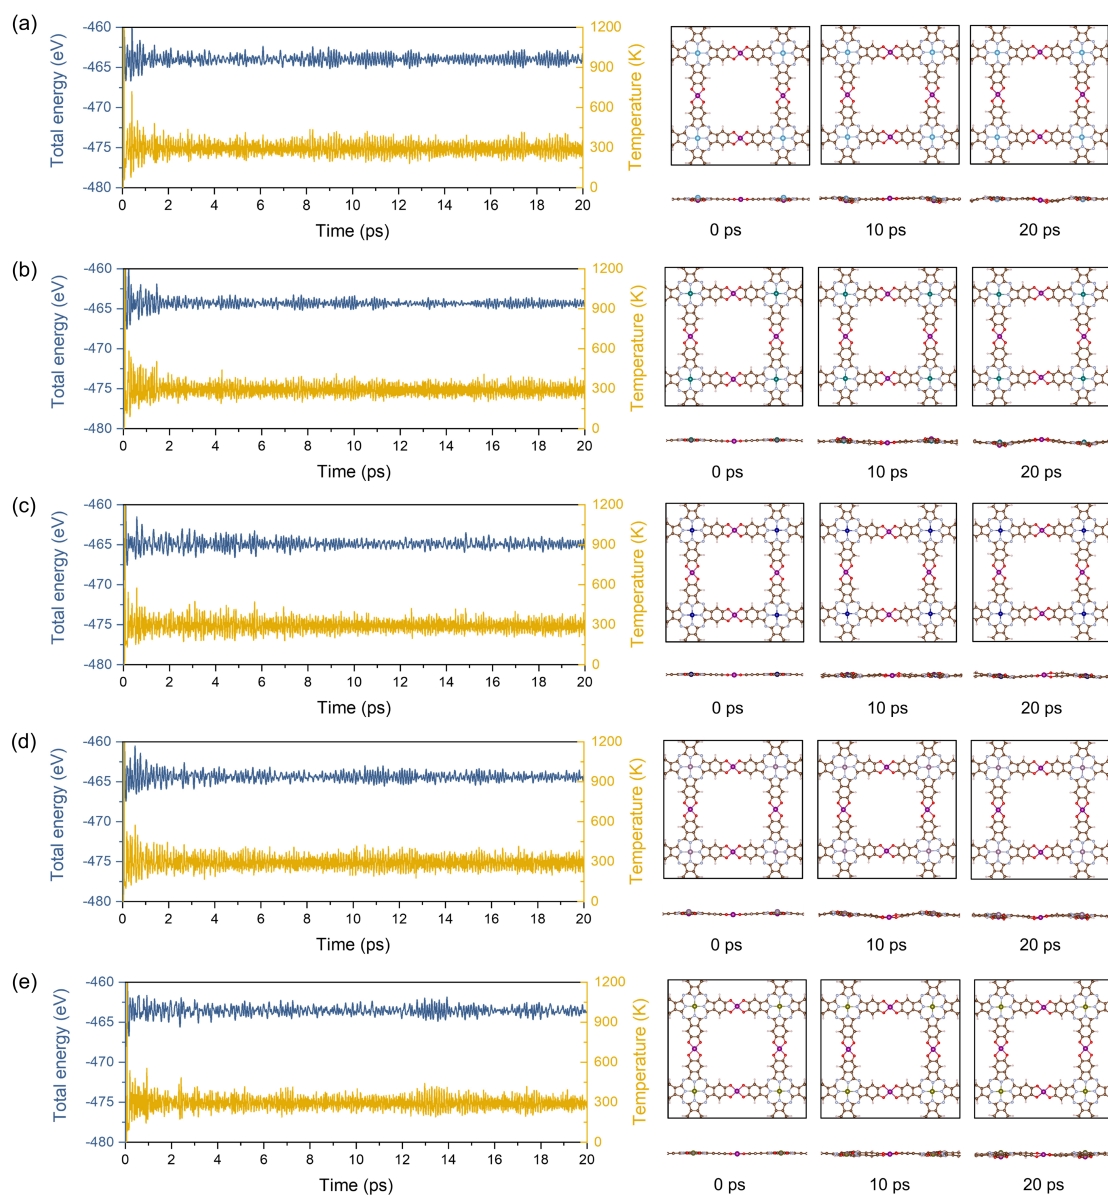 (a)
-460
-465
-470
-475
-480
Total energy (eV)
1200
900
600
300
0
Temperature (K)
0 2 4 6 8 10 12 14 16 18 20
Time (ps)
0 ps 10 ps 20 ps
(b)
-460
-465
-470
-475
-480
Total energy (eV)
1200
900
600
300
0
Temperature (K)
0 2 4 6 8 10 12 14 16 18 20
Time (ps)
0 ps 10 ps 20 ps
(c)
-460
-465
-470
-475
-480
Total energy (eV)
1200
900
600
300
0
Temperature (K)
0 2 4 6 8 10 12 14 16 18 20
Time (ps)
0 ps 10 ps 20 ps
(d)
-460
-465
-470
-475
-480
Total energy (eV)
1200
900
600
300
0
Temperature (K)
0 2 4 6 8 10 12 14 16 18 20
Time (ps)
0 ps 10 ps 20 ps
(e)
-460
-465
-470
-475
-480
Total energy (eV)
1200
900
600
300
0
Temperature (K)
0 2 4 6 8 10 12 14 16 18 20
Time (ps)
0 ps 10 ps 20 ps